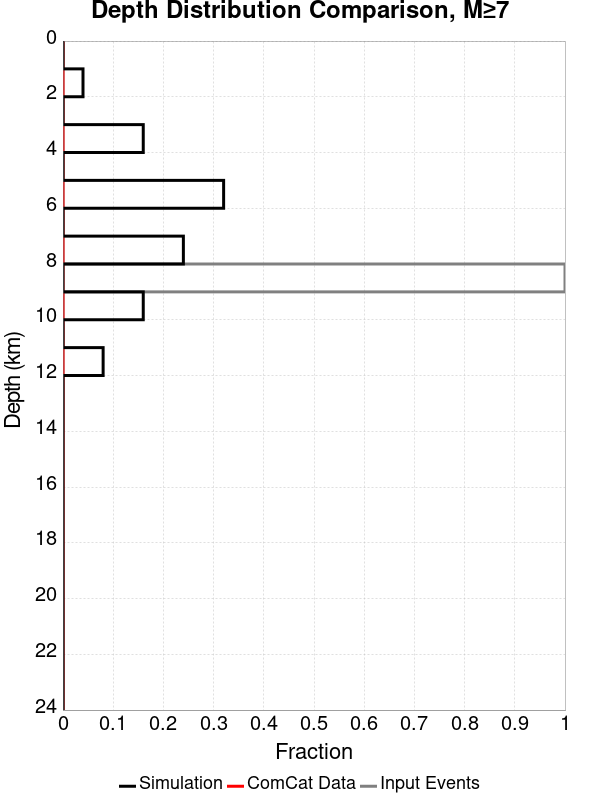 Depth Distribution Comparison, M≥7
0
2
4
6
8
10
12
14
16
18
20
22
24
Depth (km)
0 0.1 0.2 0.3 0.4 0.5 0.6 0.7 0.8 0.9 1
Fraction
Simulation ComCat Data Input Events